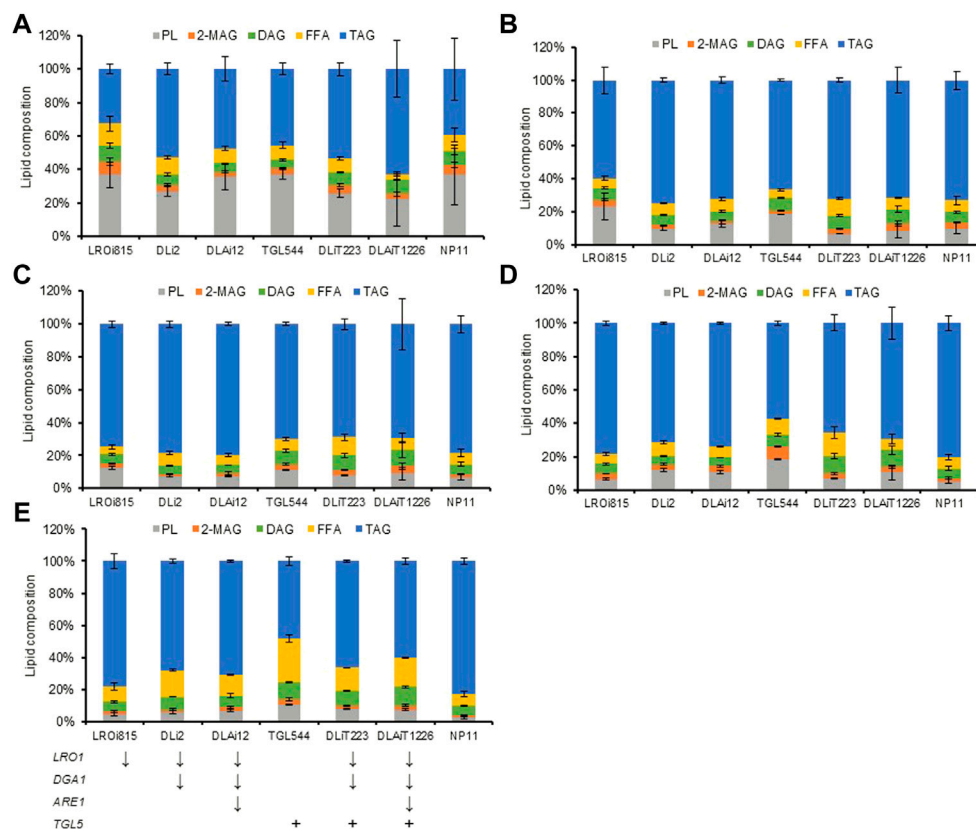 A
PL 2-MAG DAG FFA TAG
120%
100%
80%
60%
40%
20%
0%
Lipid composition
LROi815 DLi2 DLAi12 TGL544 DLiT223 DLAiT1226 NP11
B
PL 2-MAG DAG FFA TAG
120%
100%
80%
60%
40%
20%
0%
Lipid composition
LROi815 DLi2 DLAi12 TGL544 DLiT223 DLAiT1226 NP11
C
PL 2-MAG DAG FFA TAG
120%
100%
80%
60%
40%
20%
0%
Lipid composition
LROi815 DLi2 DLAi12 TGL544 DLiT223 DLAiT1226 NP11
D
PL 2-MAG DAG FFA TAG
120%
100%
80%
60%
40%
20%
0%
Lipid composition
LROi815 DLi2 DLAi12 TGL544 DLiT223 DLAiT1226 NP11
E
PL 2-MAG DAG FFA TAG
120%
100%
80%
60%
40%
20%
0%
Lipid composition
LROi815 DLi2 DLAi12 TGL544 DLiT223 DLAiT1226 NP11
LRO1 ↓ ↓ ↓ ↓ ↓
DGA1 ↓ ↓ ↓ ↓
ARE1 ↓ ↓
TGL5 + + +